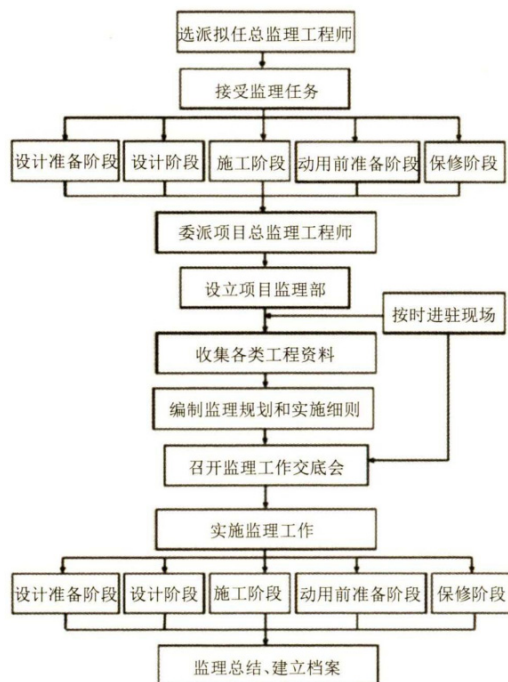 选派拟任总监理工程师
接受监理任务
设计准备阶段
设计阶段
施工阶段
动用前准备阶段
保修阶段
委派项目总监理工程师
设立项目监理部
按时进驻现场
收集各类工程资料
编制监理规划和实施细则
召开监理工作交底会
实施监理工作
设计准备阶段
设计阶段
施工阶段
动用前准备阶段
保修阶段
监理总结、建立档案